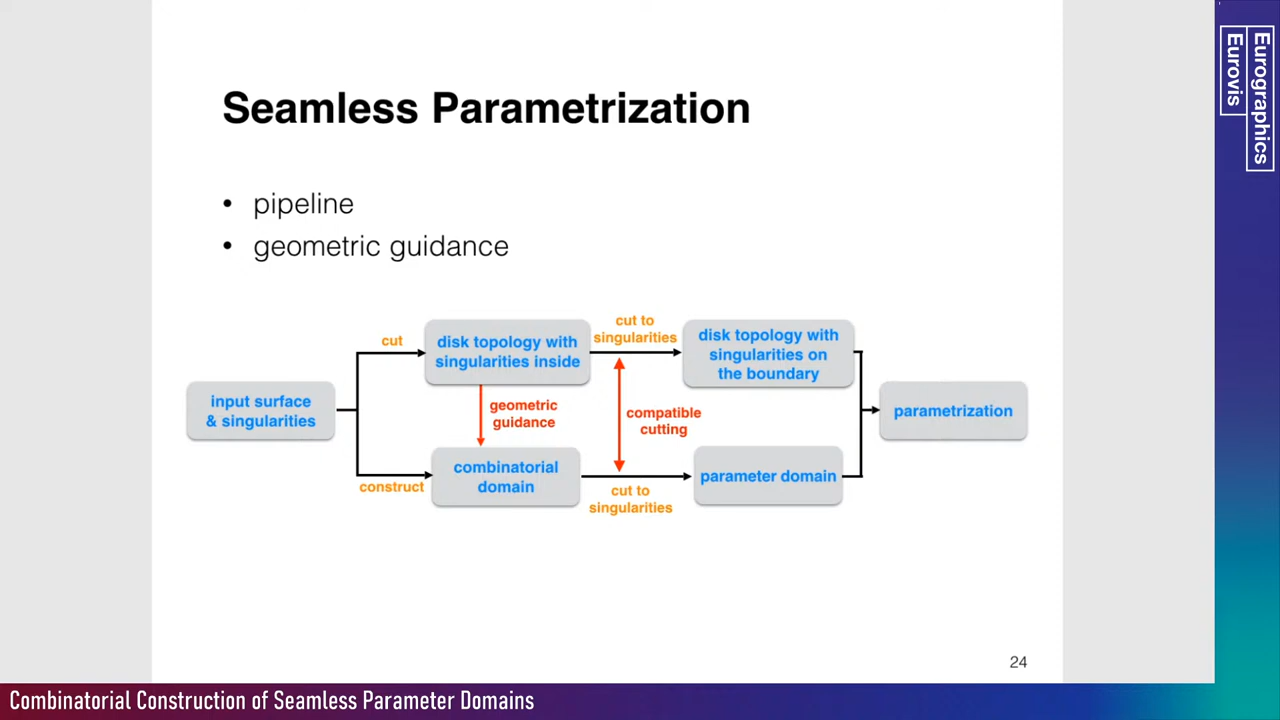 Seamless Parametrization
• pipeline
• geometric guidance
input surface
& singularities
cut
construct
disk topology with
singularities inside
geometric
guidance
combinatorial
domain
cut to
singularities
compatible
cutting
cut to
singularities
disk topology with
singularities on
the boundary
parameter domain
parametrization
24
Eurographics
Eurovis
Combinatorial Construction of Seamless Parameter Domains